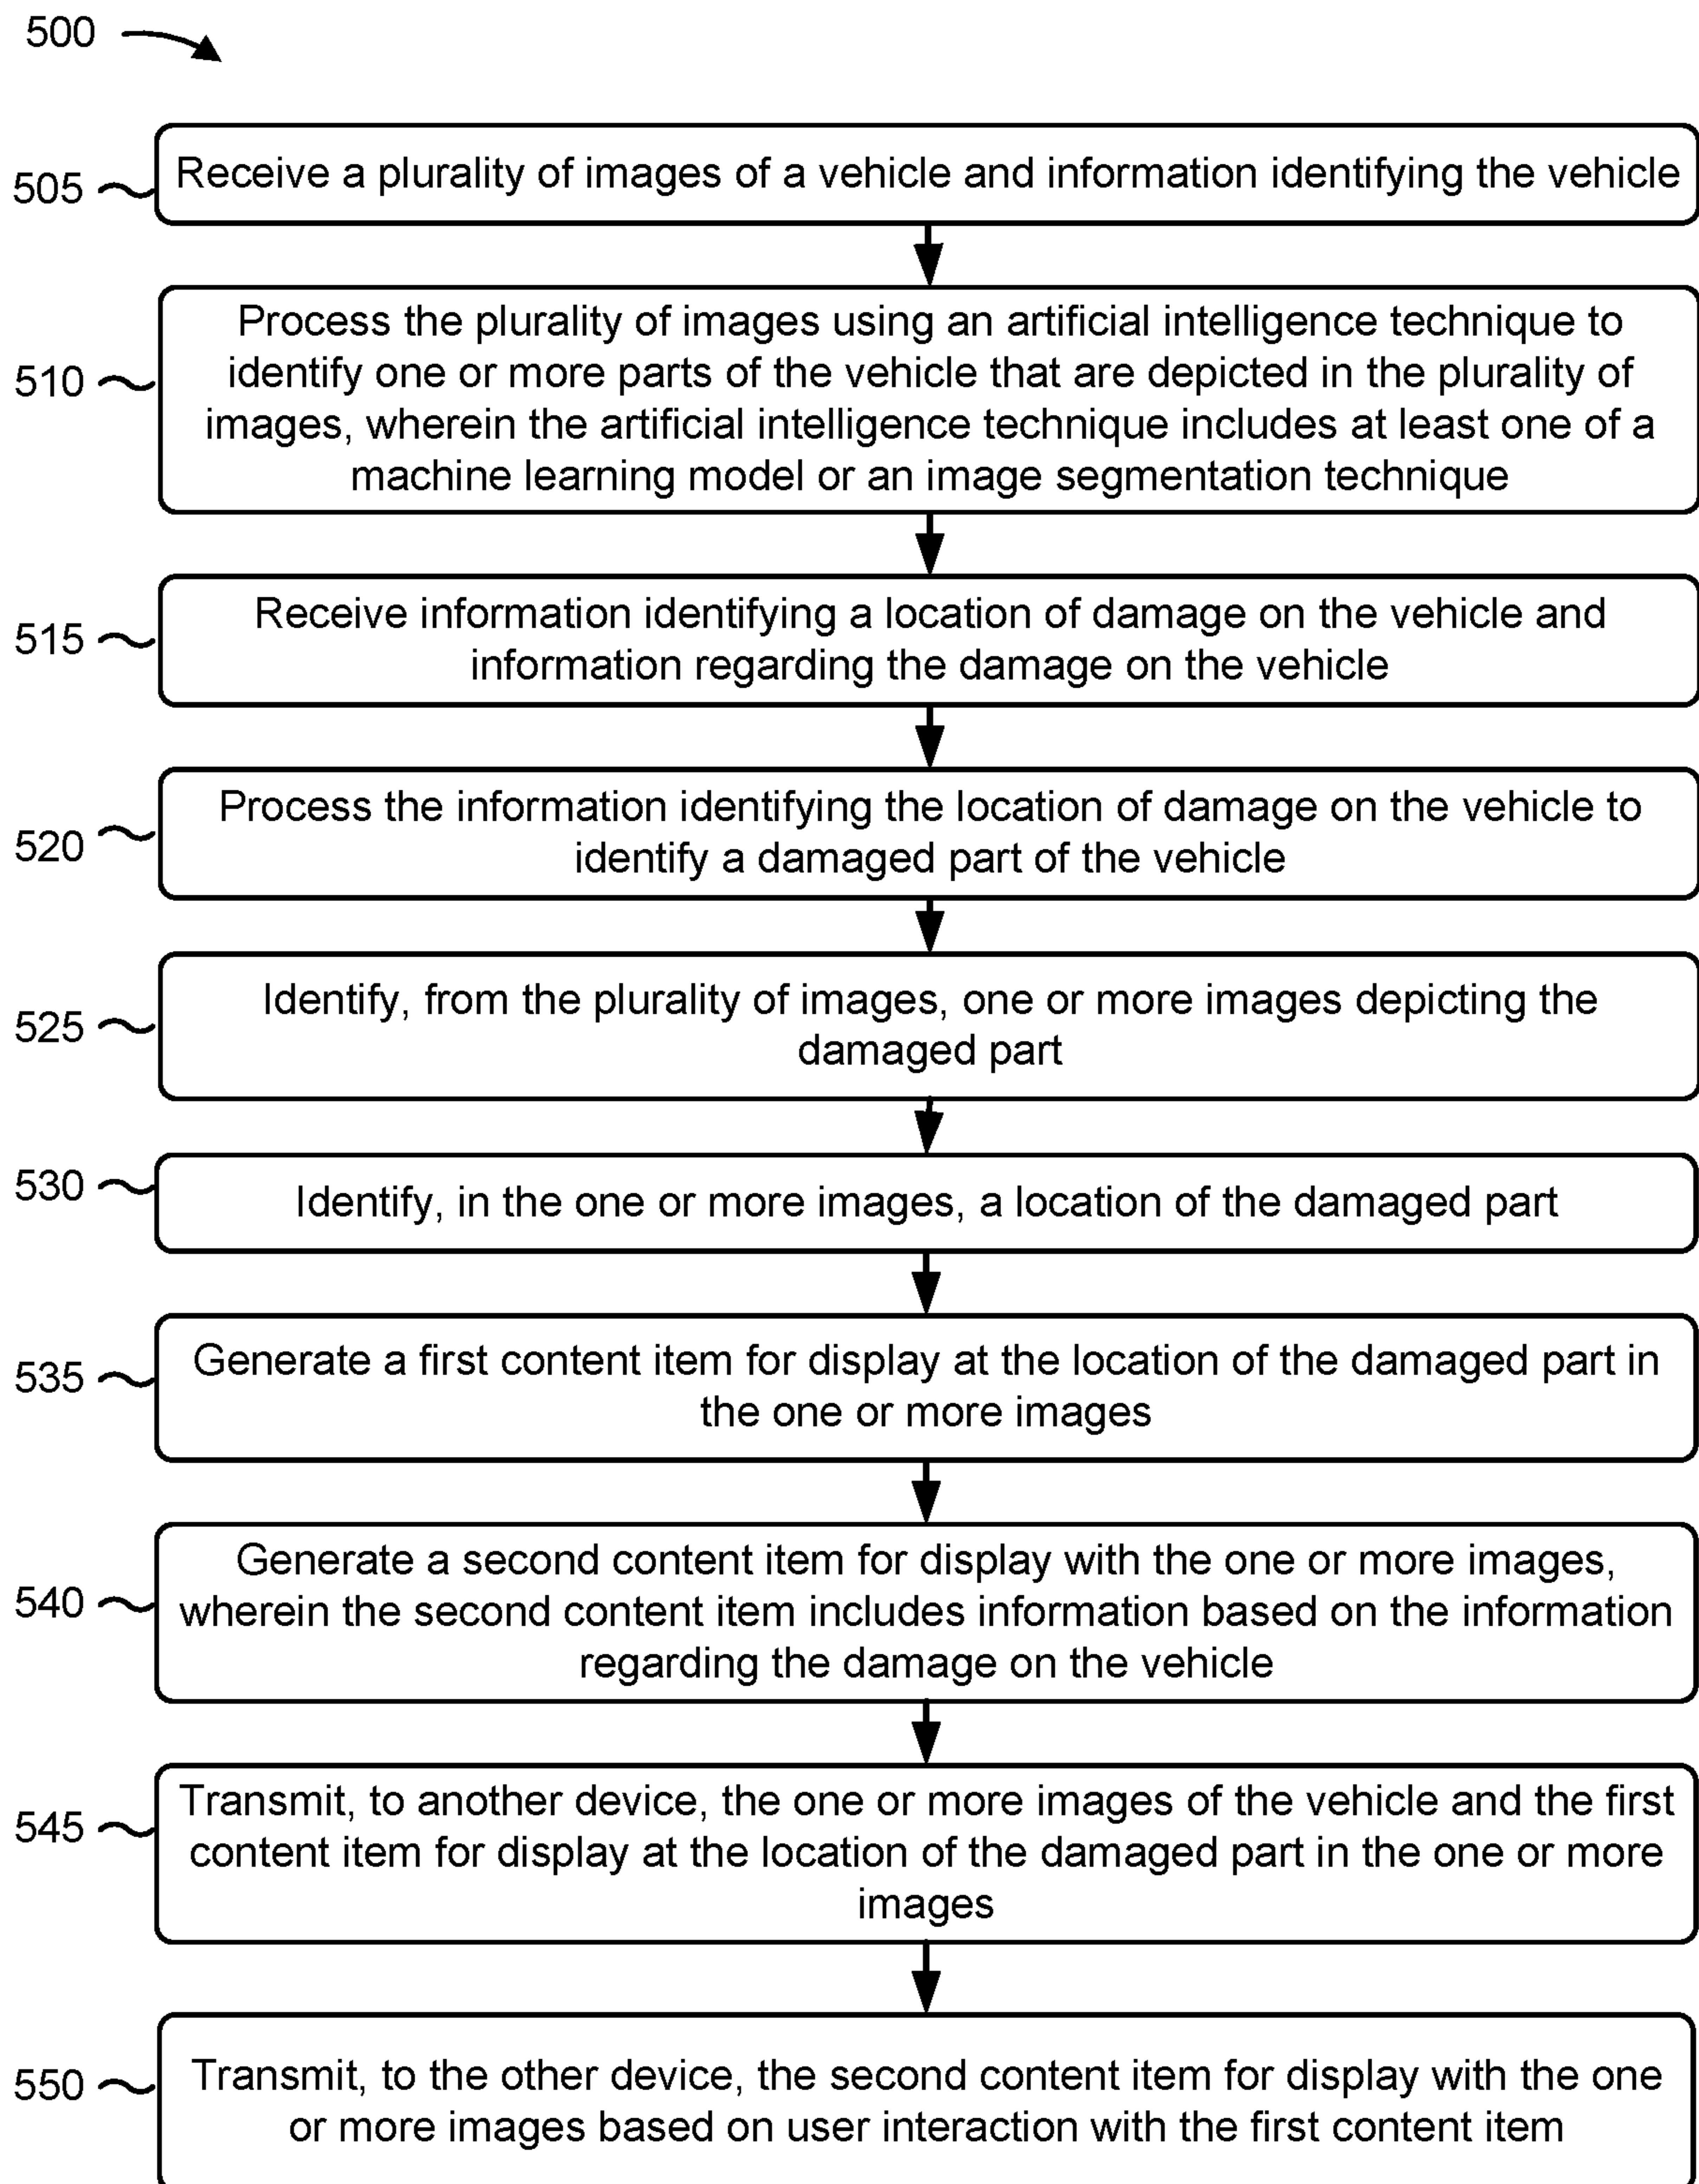 500
505
Receive a plurality of images of a vehicle and information identifying the vehicle
510
Process the plurality of images using an artificial intelligence technique to
identify one or more parts of the vehicle that are depicted in the plurality of
images, wherein the artificial intelligence technique includes at least one of a
machine learning model or an image segmentation technique
515
Receive information identifying a location of damage on the vehicle and
information regarding the damage on the vehicle
520
Process the information identifying the location of damage on the vehicle to
identify a damaged part of the vehicle
525
Identify, from the plurality of images, one or more images depicting the
damaged part
530
Identify, in the one or more images, a location of the damaged part
535
Generate a first content item for display at the location of the damaged part in
the one or more images
540
Generate a second content item for display with the one or more images,
wherein the second content item includes information based on the information
regarding the damage on the vehicle
545
Transmit, to another device, the one or more images of the vehicle and the first
content item for display at the location of the damaged part in the one or more
images
550
Transmit, to the other device, the second content item for display with the one
or more images based on user interaction with the first content item